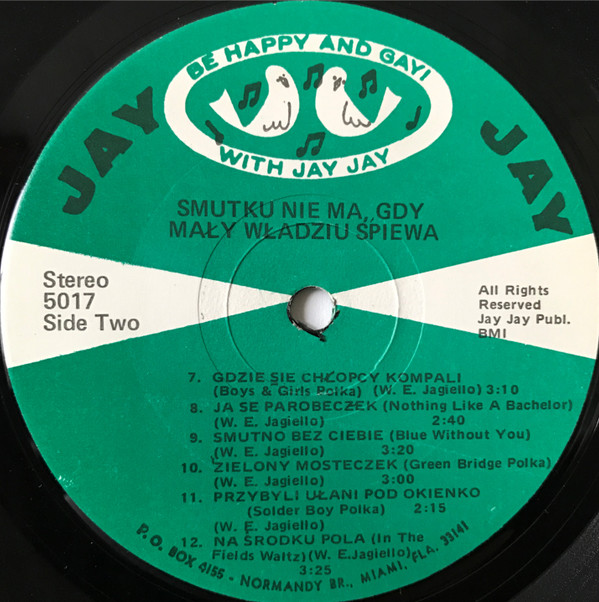 BE HAPPY AND GAY!
WITH JAY JAY
JAY
JAY
SMUTKU NIE MA, GDY
MAŁY WŁADZIU ŚPIEWA
Stereo
5017
Side Two
All Rights
Reserved
Jay Jay Publ.
BMI
7. GDZIE SIE CHŁOPCY KOMPALI
(Boys & Girls Polka) (W. E. Jagiello) 3:10
8. JA SE PAROBECZEK (Nothing Like A Bachelor)
(W. E. Jagiello) 2:40
9. SMUTNO BEZ CIEBIE (Blue Without You)
(W. E. Jagiello) 3:20
10. ZIELONY MOSTECZEK (Green Bridge Polka)
(W. E. Jagiello) 3:00
11. PRZYBYLI UŁANI POD OKIENKO
(Solder Boy Polka) 2:15
(W. E. Jagiello)
12. NA ŚRODKU POLA (In The
Fields Waltz) (W. E. Jagiello)
3:25
P.O. BOX 4155 - NORMANDY BR., MIAMI, FLA. 33141